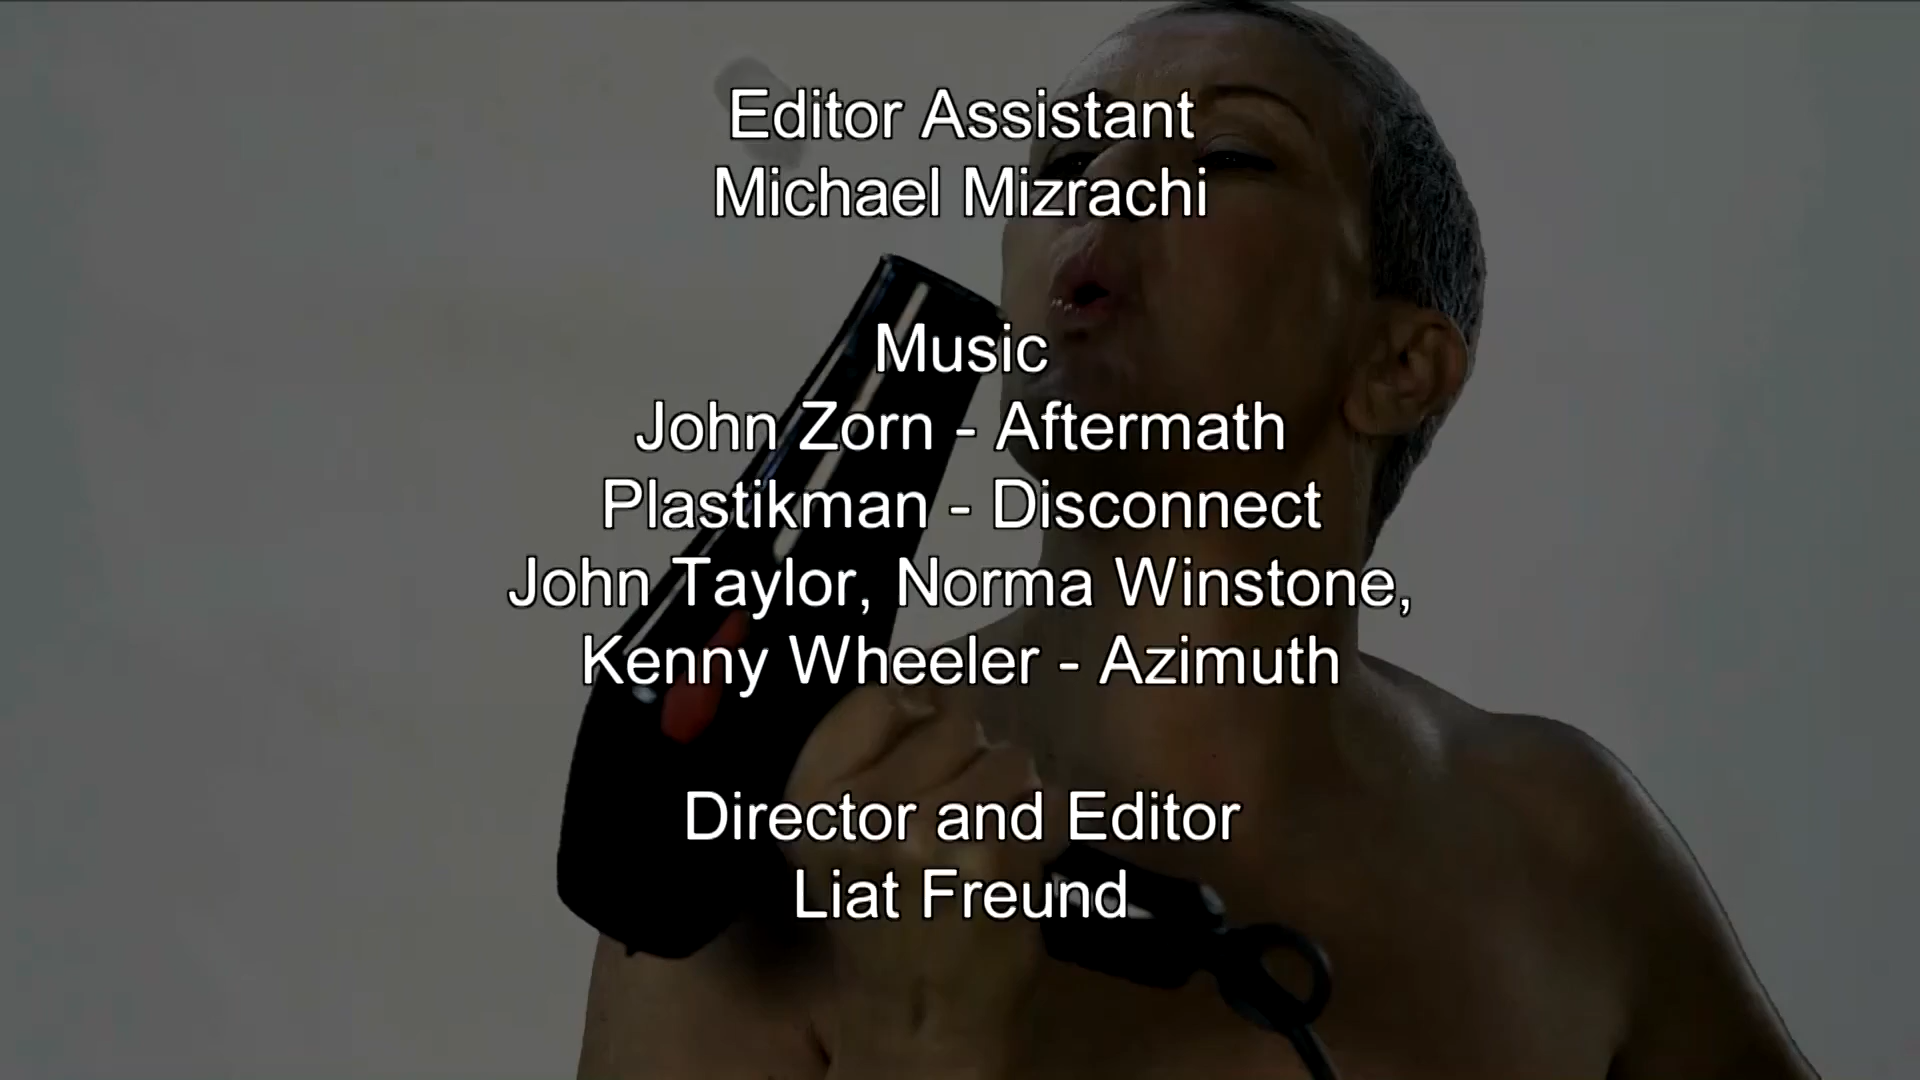 Editor Assistant
Michael Mizrachi
Music
John Zorn - Aftermath
Plastikman - Disconnect
John Taylor, Norma Winstone,
Kenny Wheeler - Azimuth
Director and Editor
Liat Freund